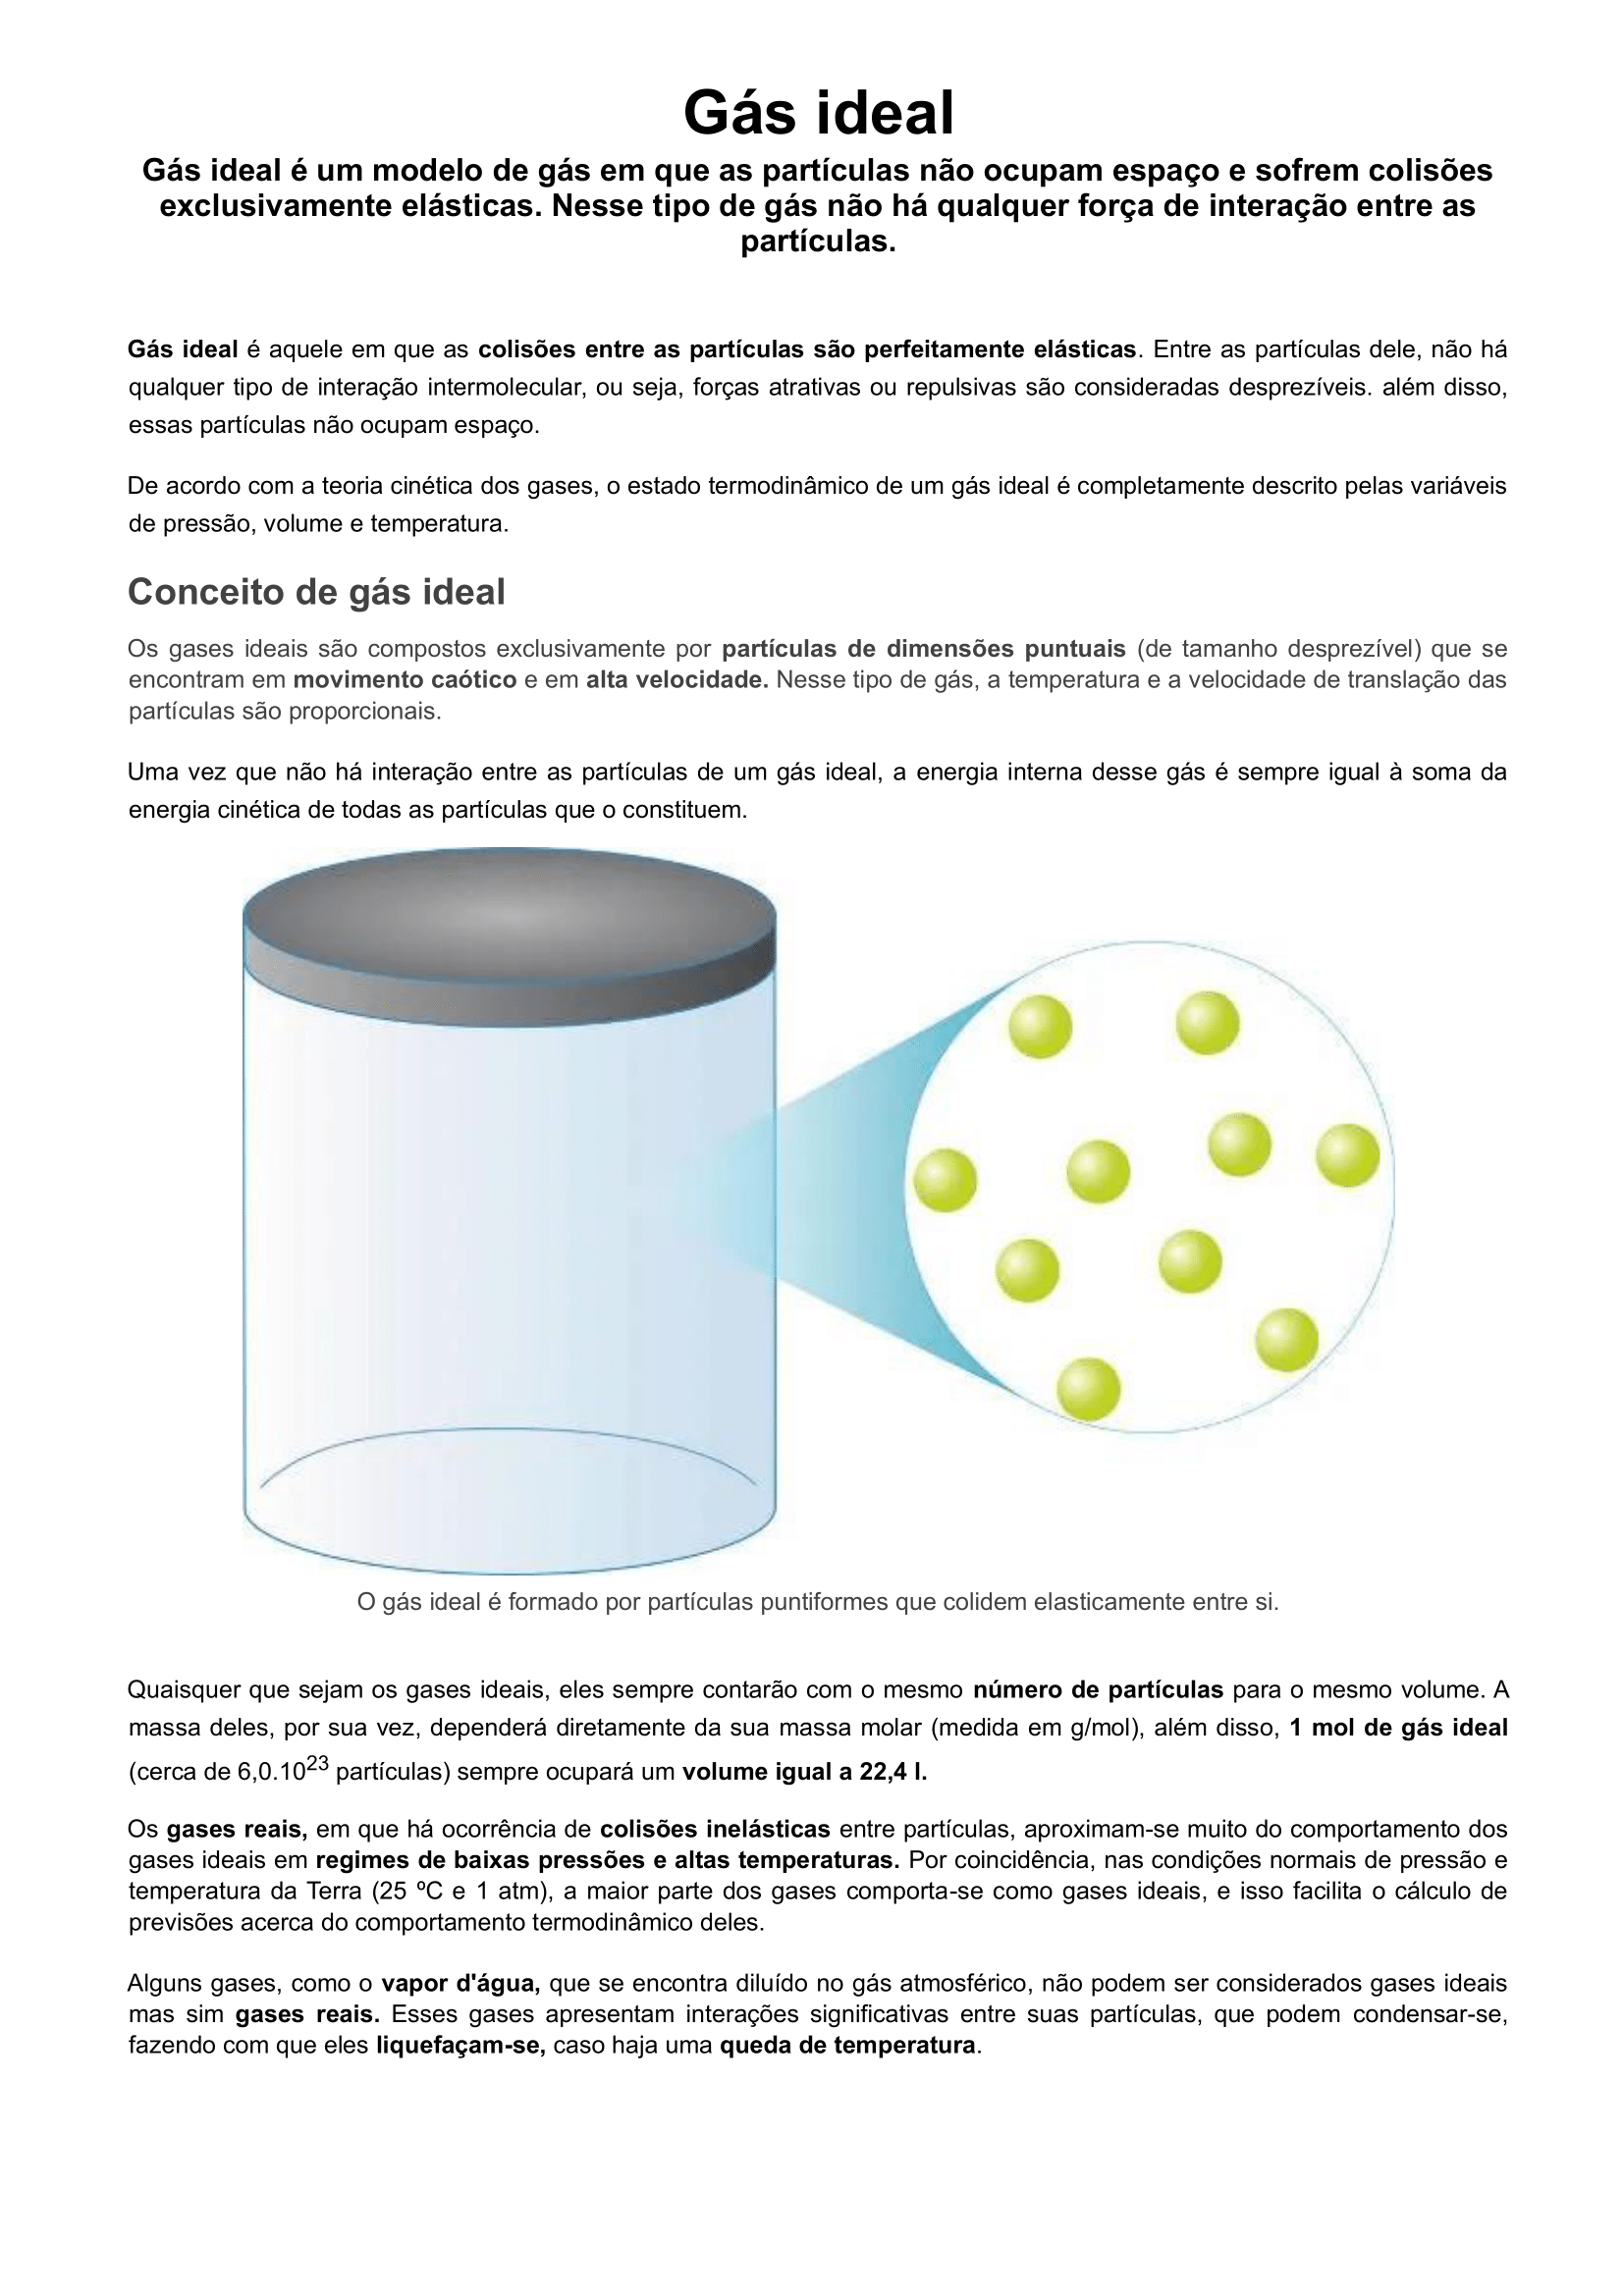 Gás ideal
Gás ideal é um modelo de gás em que as partículas não ocupam espaço e sofrem colisões
exclusivamente elásticas. Nesse tipo de gás não há qualquer força de interação entre as
partículas.
Gás ideal é aquele em que as colisões entre as partículas são perfeitamente elásticas. Entre as partículas dele, não há
qualquer tipo de interação intermolecular, ou seja, forças atrativas ou repulsivas são consideradas desprezíveis. além disso,
essas partículas não ocupam espaço.
De acordo com a teoria cinética dos gases, o estado termodinâmico de um gás ideal é completamente descrito pelas variáveis
de pressão, volume e temperatura.
Conceito de gás ideal
Os gases ideais são compostos exclusivamente por partículas de dimensões puntuais (de tamanho desprezível) que se
encontram em movimento caótico e em alta velocidade. Nesse tipo de gás, a temperatura e a velocidade de translação das
partículas são proporcionais.
Uma vez que não há interação entre as partículas de um gás ideal, a energia interna desse gás é sempre igual à soma da
energia cinética de todas as partículas que o constituem.
O gás ideal é formado por partículas puntiformes que colidem elasticamente entre si.
Quaisquer que sejam os gases ideais, eles sempre contarão com o mesmo número de partículas para o mesmo volume. A
massa deles, por sua vez, dependerá diretamente da sua massa molar (medida em g/mol), além disso, 1 mol de gás ideal
(cerca de 6,0.10²³ partículas) sempre ocupará um volume igual a 22,4 l.
Os gases reais, em que há ocorrência de colisões inelásticas entre partículas, aproximam-se muito do comportamento dos
gases ideais em regimes de baixas pressões e altas temperaturas. Por coincidência, nas condições normais de pressão e
temperatura da Terra (25 ºC e 1 atm), a maior parte dos gases comporta-se como gases ideais, e isso facilita o cálculo de
previsões acerca do comportamento termodinâmico deles.
Alguns gases, como o vapor d'água, que se encontra diluído no gás atmosférico, não podem ser considerados gases ideais
mas sim gases reais. Esses gases apresentam interações significativas entre suas partículas, que podem condensar-se,
fazendo com que eles liquefaçam-se, caso haja uma queda de temperatura.